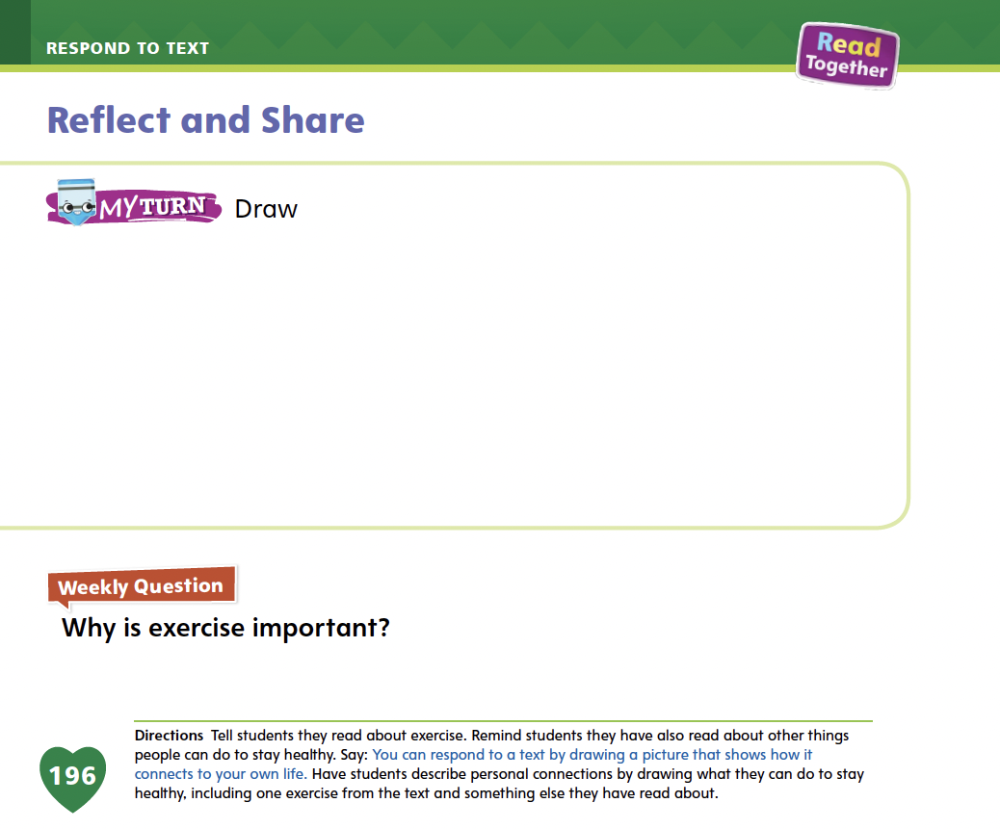 RESPOND TO TEXT
Read
Together
Reflect and Share
MY TURN Draw
Weekly Question
Why is exercise important?
Directions Tell students they read about exercise. Remind students they have also read about other things
people can do to stay healthy. Say: You can respond to a text by drawing a picture that shows how it
connects to your own life. Have students describe personal connections by drawing what they can do to stay
healthy, including one exercise from the text and something else they have read about.
196